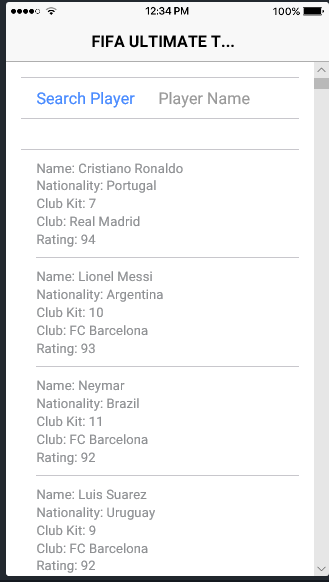 12:34 PM 100%
FIFA ULTIMATE T...
Search Player Player Name
Name: Cristiano Ronaldo
Nationality: Portugal
Club Kit: 7
Club: Real Madrid
Rating: 94
Name: Lionel Messi
Nationality: Argentina
Club Kit: 10
Club: FC Barcelona
Rating: 93
Name: Neymar
Nationality: Brazil
Club Kit: 11
Club: FC Barcelona
Rating: 92
Name: Luis Suarez
Nationality: Uruguay
Club Kit: 9
Club: FC Barcelona
Rating: 92